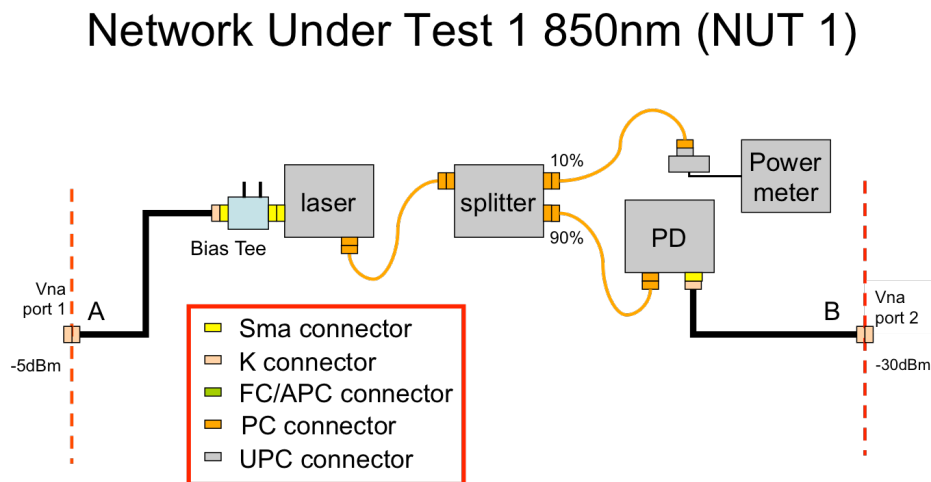 Network Under Test 1 850nm (NUT 1)
10%
Power
meter
laser
splitter
90%
PD
Bias Tee
Vna
port 1
A
B
Vna
port 2
-5dBm
-30dBm
Sma connector
K connector
FC/APC connector
PC connector
UPC connector